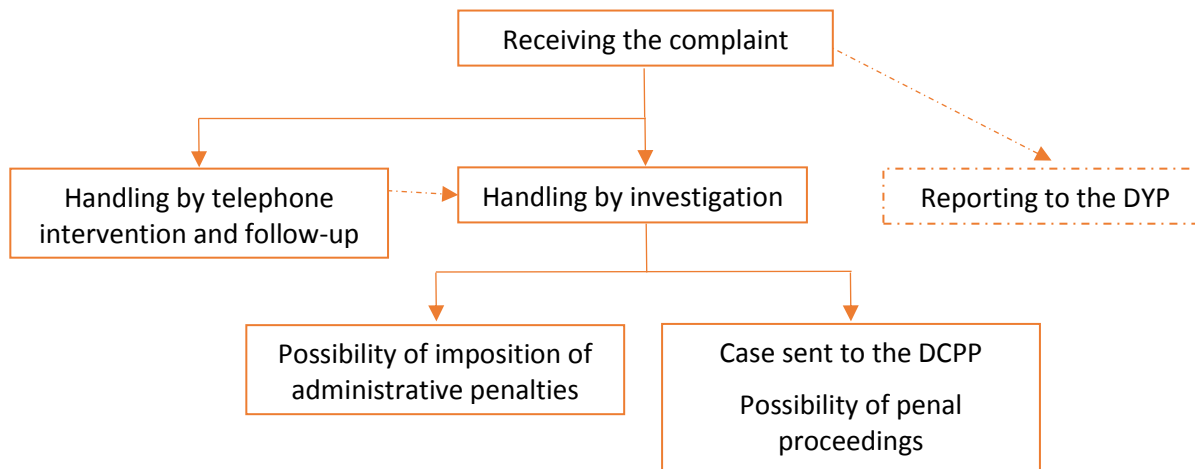 Receiving the complaint
Handling by telephone
intervention and follow-up
Handling by investigation
Reporting to the DYP
Possibility of imposition of
administrative penalties
Case sent to the DCPP
Possibility of penal
proceedings